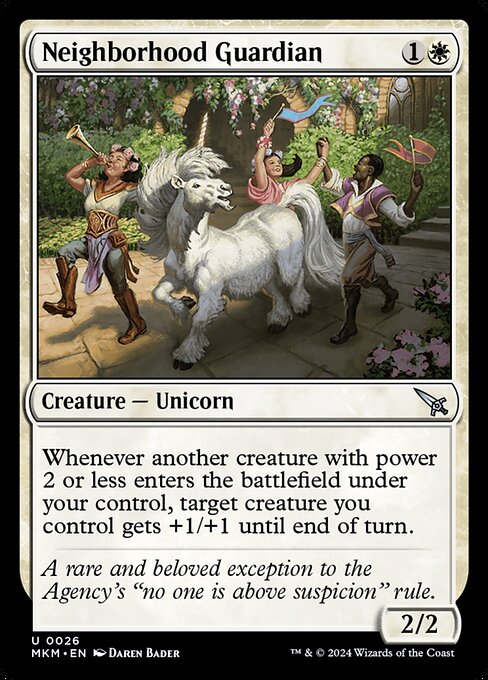 Neighborhood Guardian 1
Creature — Unicorn
Whenever another creature with power
2 or less enters the battlefield under
your control, target creature you
control gets +1/+1 until end of turn.
A rare and beloved exception to the
Agency's “no one is above suspicion” rule.
2/2
U 0026
MKM • EN Daren Bader
™ & © 2024 Wizards of the Coast